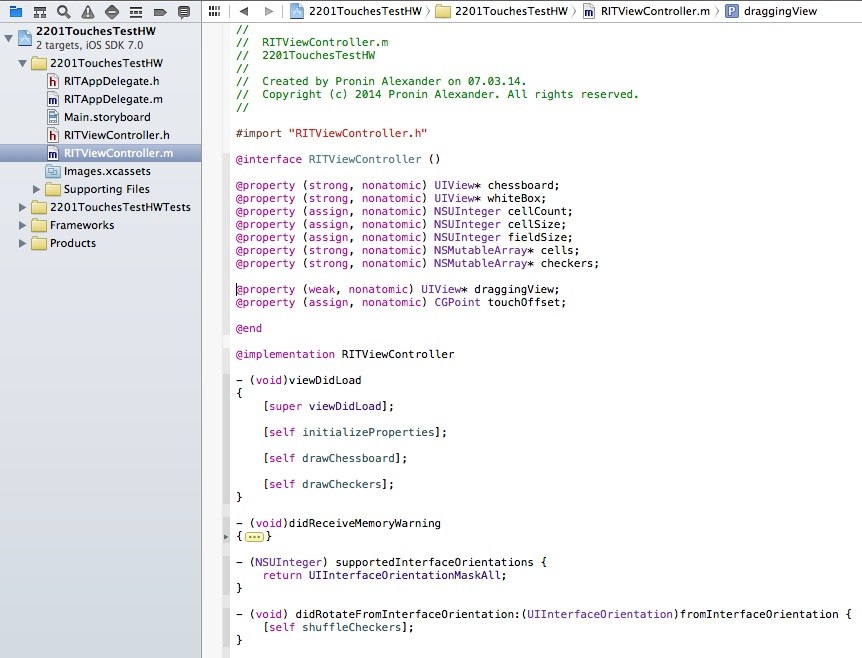 2201TouchesTestHW
2 targets, iOS SDK 7.0
2201TouchesTestHW
h RITAppDelegate.h
m RITAppDelegate.m
Main.storyboard
h RITViewController.h
m RITViewController.m
Images.xcassets
Supporting Files
2201TouchesTestHWTests
Frameworks
Products
2201TouchesTestHW 2201TouchesTestHW m RITViewController.m P draggingView
//
//  RITViewController.m
//  2201TouchesTestHW
//
//  Created by Pronin Alexander on 07.03.14.
//  Copyright (c) 2014 Pronin Alexander. All rights reserved.
//
#import "RITViewController.h"
@interface RITViewController ()
@property (strong, nonatomic) UIView* chessboard;
@property (strong, nonatomic) UIView* whiteBox;
@property (assign, nonatomic) NSUInteger cellCount;
@property (assign, nonatomic) NSUInteger cellSize;
@property (assign, nonatomic) NSUInteger fieldSize;
@property (strong, nonatomic) NSMutableArray* cells;
@property (strong, nonatomic) NSMutableArray* checkers;
@property (weak, nonatomic) UIView* draggingView;
@property (assign, nonatomic) CGPoint touchOffset;
@end
@implementation RITViewController
- (void)viewDidLoad
{
    [super viewDidLoad];
    [self initializeProperties];
    [self drawChessboard];
    [self drawCheckers];
}
- (void)didReceiveMemoryWarning
{...}
- (NSUInteger) supportedInterfaceOrientations {
    return UIInterfaceOrientationMaskAll;
}
- (void) didRotateFromInterfaceOrientation:(UIInterfaceOrientation)fromInterfaceOrientation {
    [self shuffleCheckers];
}